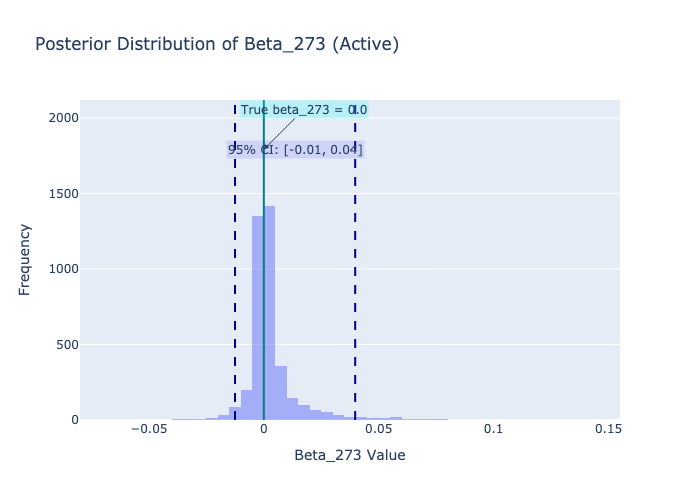 Posterior Distribution of Beta_273 (Active)
True beta_273 = 0.0
95% CI: [-0.01, 0.04]
2000
1500
1000
500
0
Frequency
−0.05 0 0.05 0.1 0.15
Beta_273 Value